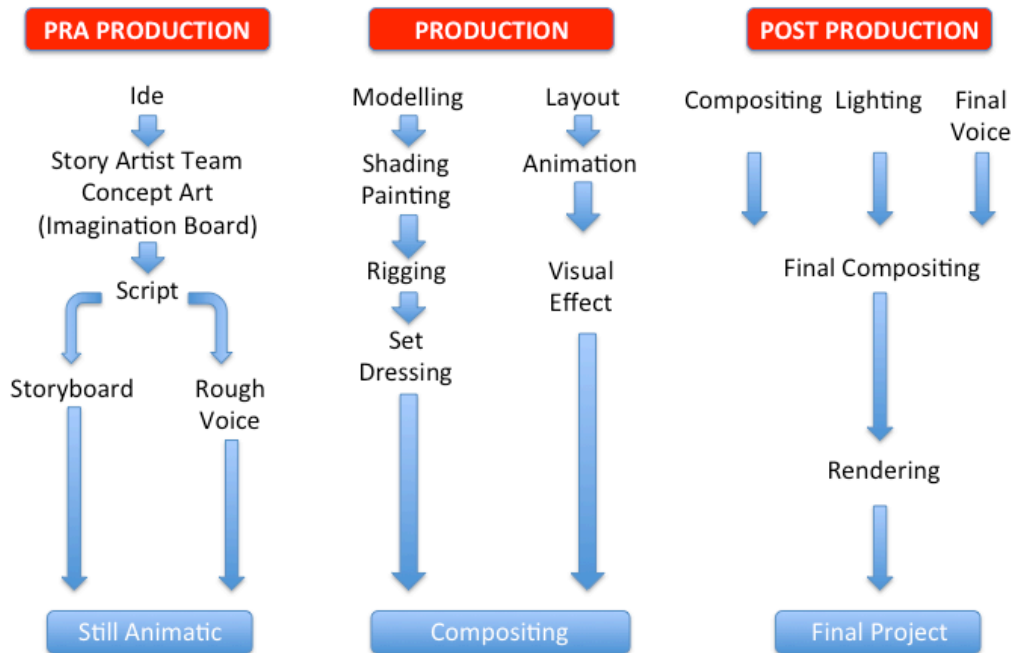 PRA PRODUCTION
Ide
Story Artist Team
Concept Art
(Imagination Board)
Script
Storyboard
Rough
Voice
Still Animatic
PRODUCTION
Modelling
Shading
Painting
Rigging
Set
Dressing
Layout
Animation
Visual
Effect
Compositing
POST PRODUCTION
Compositing
Lighting
Final
Voice
Final Compositing
Rendering
Final Project